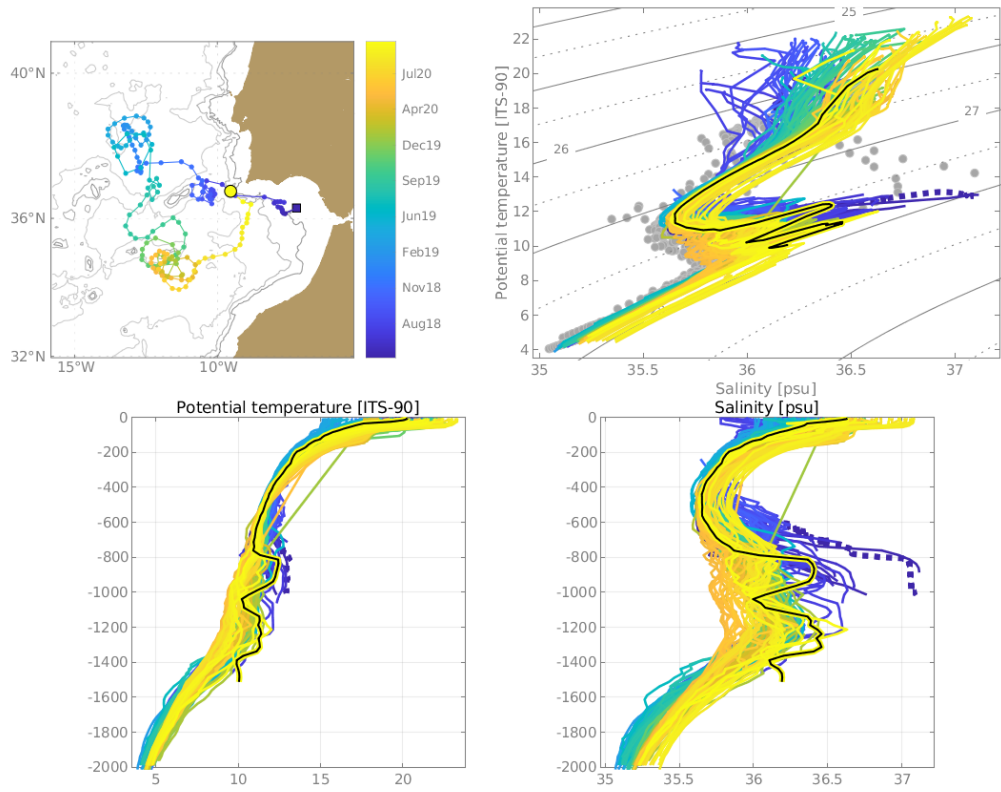 40°N
36°N
32°N
15°W
10°W
Jul20
Apr20
Dec19
Sep19
Jun19
Feb19
Nov18
Aug18
Potential temperature [ITS-90]
22
20
18
16
14
12
10
8
6
4
25
26
27
35
35.5
36
36.5
37
Salinity [psu]
Potential temperature [ITS-90]
0
-200
-400
-600
-800
-1000
-1200
-1400
-1600
-1800
-2000
5
10
15
20
Salinity [psu]
0
-200
-400
-600
-800
-1000
-1200
-1400
-1600
-1800
-2000
35
35.5
36
36.5
37